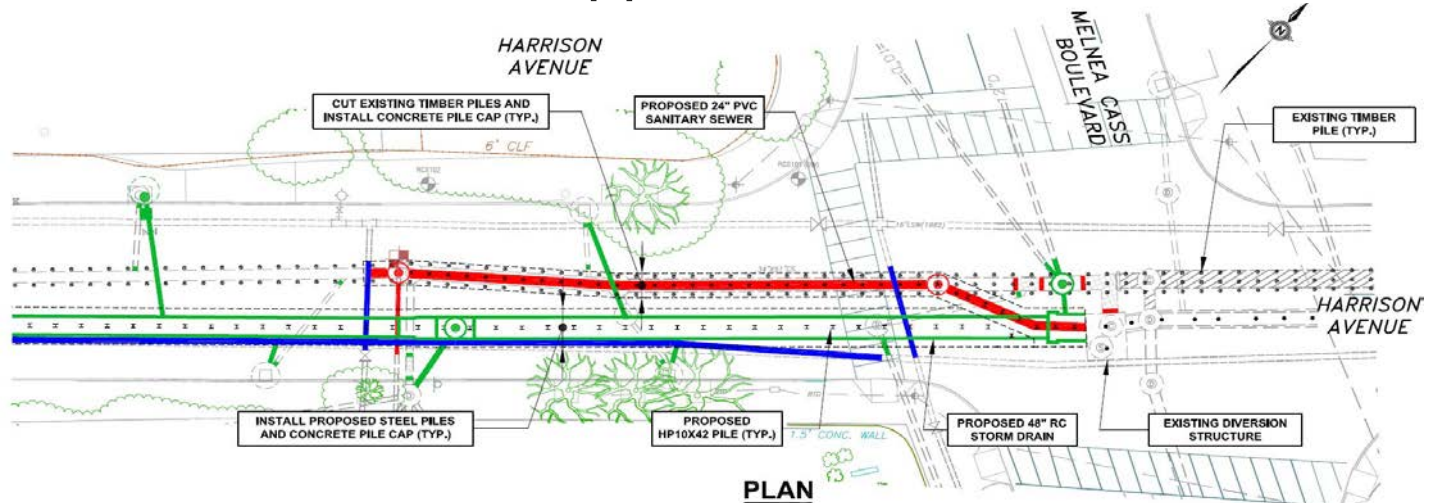 HARRISON
AVENUE
MELNEA CASS
BOULEVARD
N
CUT EXISTING TIMBER PILES AND
INSTALL CONCRETE PILE CAP (TYP.)
PROPOSED 24" PVC
SANITARY SEWER
EXISTING TIMBER
PILE (TYP.)
6' CLF
RCX102
HARRISON
AVENUE
INSTALL PROPOSED STEEL PILES
AND CONCRETE PILE CAP (TYP.)
PROPOSED
HP10X42 PILE (TYP.)
1.5' CONC. WALL
PROPOSED 48" RC
STORM DRAIN
EXISTING DIVERSION
STRUCTURE
PLAN